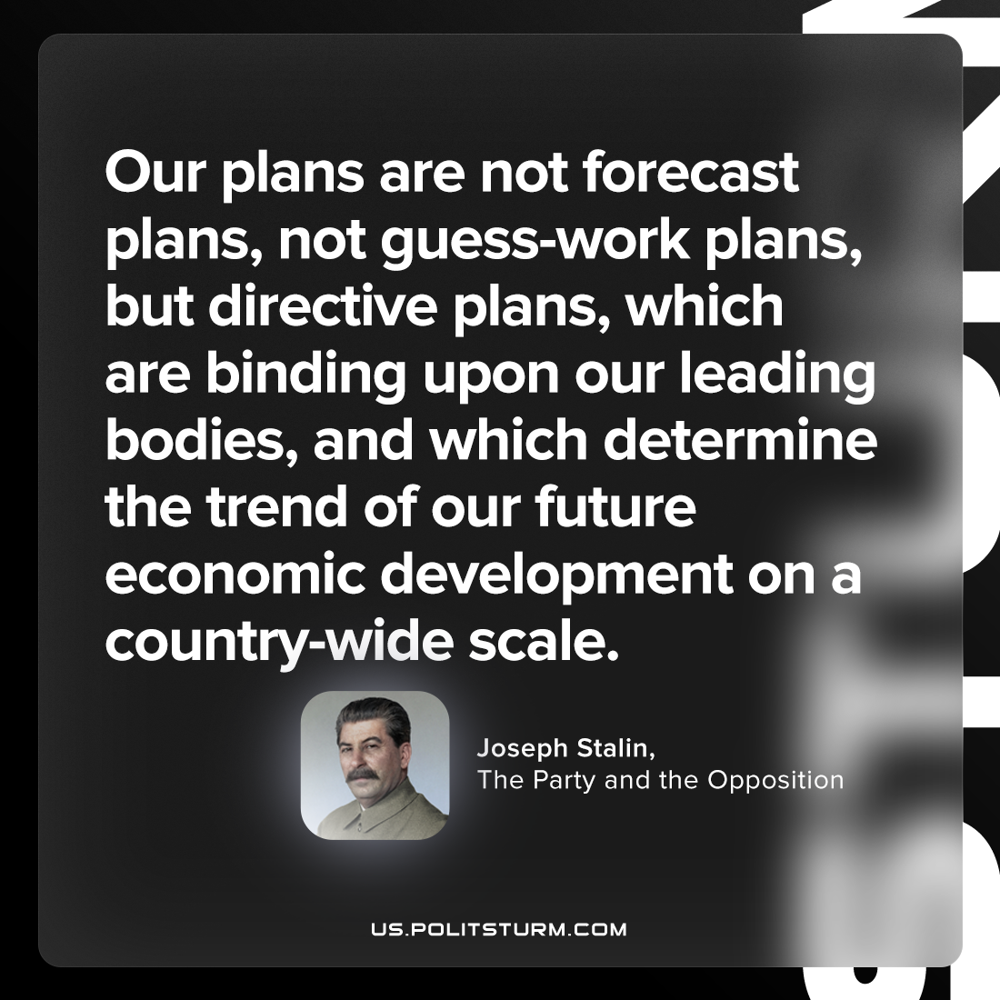 Our plans are not forecast
plans, not guess-work plans,
but directive plans, which
are binding upon our leading
bodies, and which determine
the trend of our future
economic development on a
country-wide scale.
Joseph Stalin,
The Party and the Opposition
US.POLITSTURM.COM